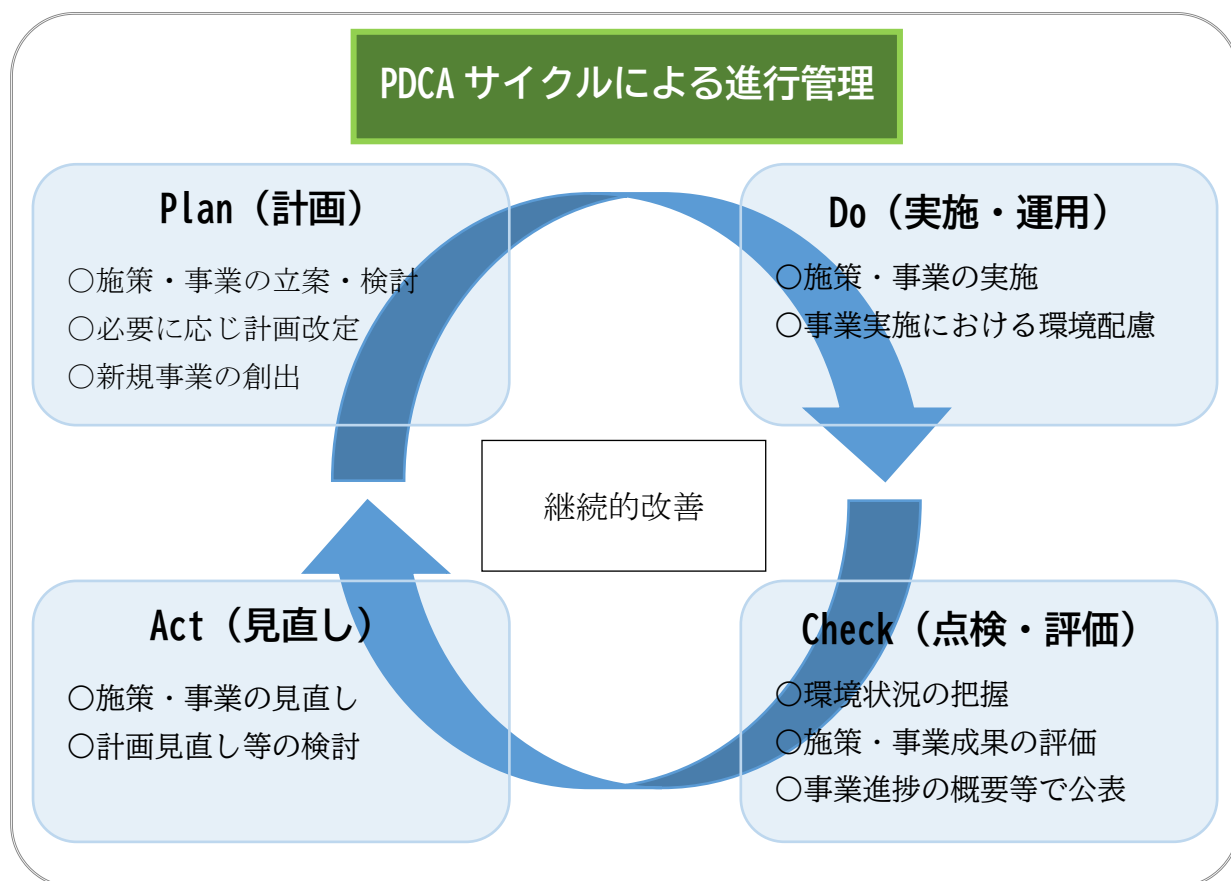 PDCA サイクルによる進行管理
Plan（計画）
○施策・事業の立案・検討
○必要に応じ計画改定
○新規事業の創出
Do（実施・運用）
○施策・事業の実施
○事業実施における環境配慮
継続的改善
Act（見直し）
○施策・事業の見直し
○計画見直し等の検討
Check（点検・評価）
○環境状況の把握
○施策・事業成果の評価
○事業進捗の概要等で公表